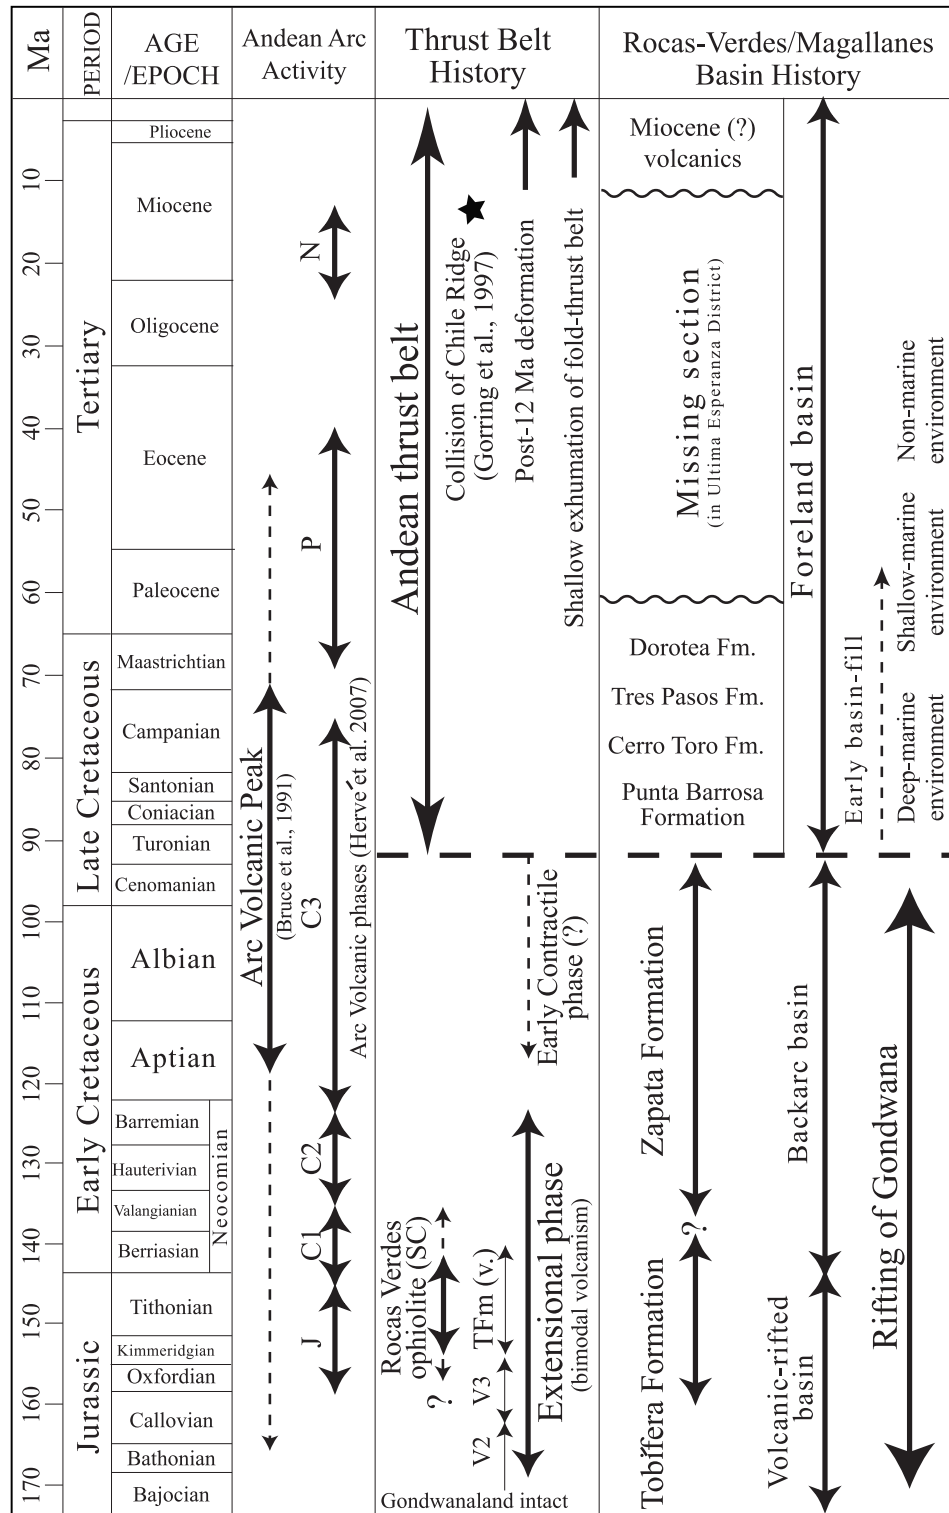 Ma
PERIOD
AGE
/EPOCH
Andean Arc
Activity
Thrust Belt
History
Rocas-Verdes/Magallanes
Basin History
10
20
30
40
50
60
70
80
90
100
110
120
130
140
150
160
170
Tertiary
Late Cretaceous
Early Cretaceous
Jurassic
Pliocene
Miocene
Oligocene
Eocene
Paleocene
Maastrichtian
Campanian
Santonian
Coniacian
Turonian
Cenomanian
Albian
Aptian
Barremian
Hauterivian
Valangianian
Berriasian
Neocomian
Tithonian
Kimmeridgian
Oxfordian
Callovian
Bathonian
Bajocian
Arc Volcanic Peak
(Bruce et al., 1991)
N
P
C3
C2
C1
J
Arc Volcanic phases (Hervé et al. 2007)
Andean thrust belt
Collision of Chile Ridge
(Gorring et al., 1997)
Post-12 Ma deformation
Shallow exhumation of fold-thrust belt
Early Contractile
phase (?)
Rocas Verdes
ophiolite (SC)
?
TFm (v.)
V3
V2
Extensional phase
(bimodal volcanism)
Gondwanaland intact
Miocene (?)
volcanics
Missing section
(in Ultima Esperanza District)
Dorotea Fm.
Tres Pasos Fm.
Cerro Toro Fm.
Punta Barrosa
Formation
Zapata Formation
?
Tobífera Formation
Foreland basin
Backarc basin
Volcanic-rifted
basin
Early basin-fill
Non-marine
environment
Shallow-marine
environment
Deep-marine
environment
Rifting of Gondwana